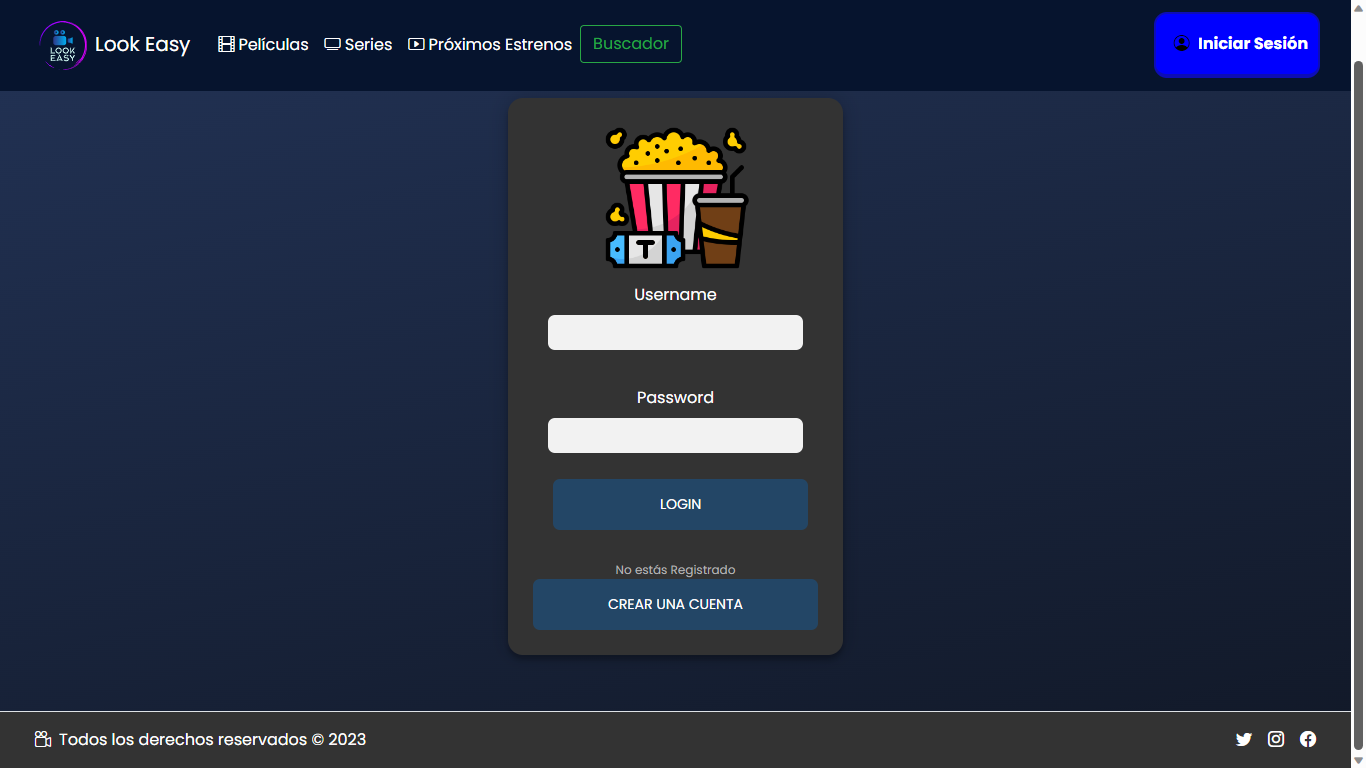 LOOK
EASY
Look Easy
Películas
Series
Próximos Estrenos
Buscador
Iniciar Sesión
T
Username
Password
LOGIN
No estás Registrado
CREAR UNA CUENTA
Todos los derechos reservados © 2023